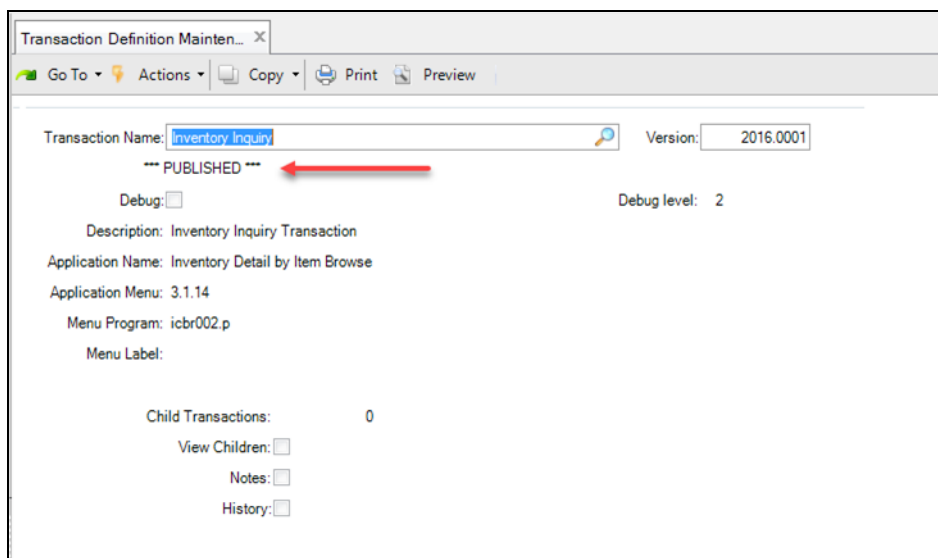 Transaction Definition Mainten... ×
Go To Actions Copy Print Preview
Transaction Name: Inventory Inquiry Version: 2016.0001
*** PUBLISHED ***
Debug: Debug level: 2
Description: Inventory Inquiry Transaction
Application Name: Inventory Detail by Item Browse
Application Menu: 3.1.14
Menu Program: icbr002.p
Menu Label:
Child Transactions: 0
View Children:
Notes:
History: